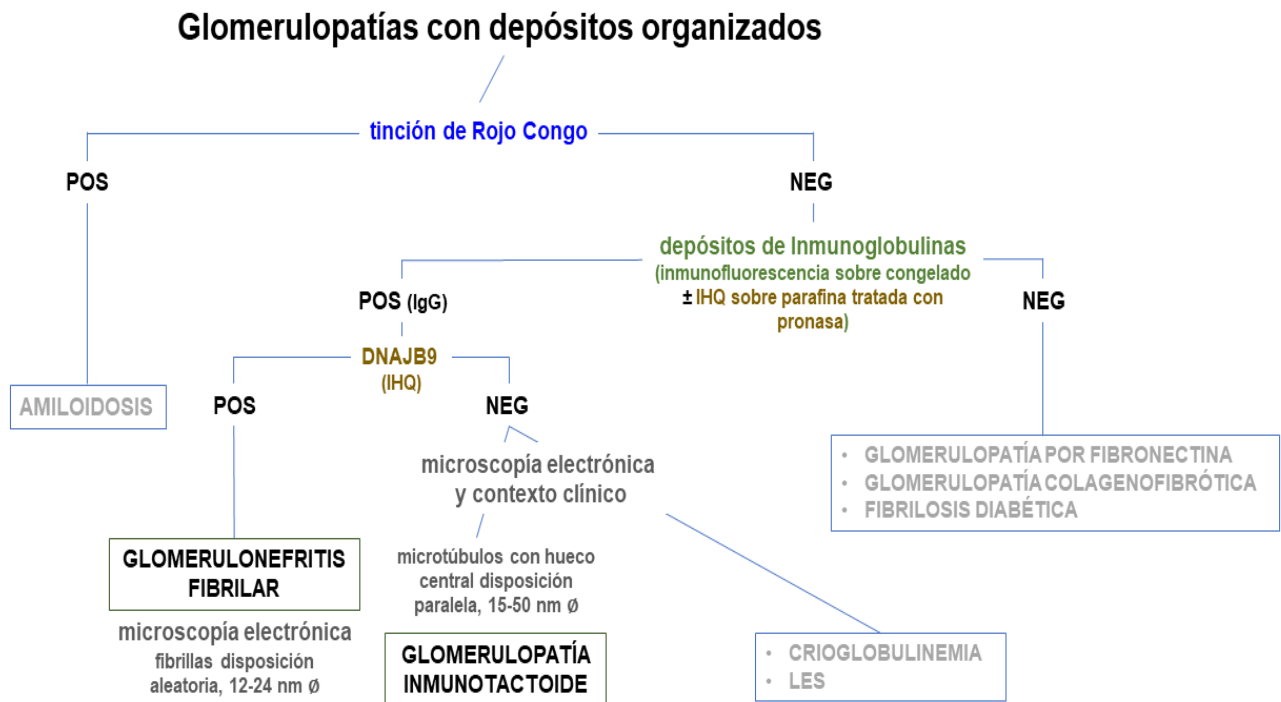 Glomerulopatías con depósitos organizados
tinción de Rojo Congo
POS
NEG
depósitos de Inmunoglobulinas
(inmunofluorescencia sobre congelado
± IHQ sobre parafina tratada con
pronasa)
POS (IgG)
NEG
DNAJB9
(IHQ)
AMILOIDOSIS
POS
NEG
microscopía electrónica
y contexto clínico
• GLOMERULOPATÍA POR FIBRONECTINA
• GLOMERULOPATÍA COLAGENOFIBRÓTICA
• FIBRILOSIS DIABÉTICA
GLOMERULONEFRITIS
FIBRILAR
microscopía electrónica
fibrillas disposición
aleatoria, 12-24 nm Ø
microtúbulos con hueco
central disposición
paralela, 15-50 nm Ø
GLOMERULOPATÍA
INMUNOTACTOIDE
• CRIOGLOBULINEMIA
• LES